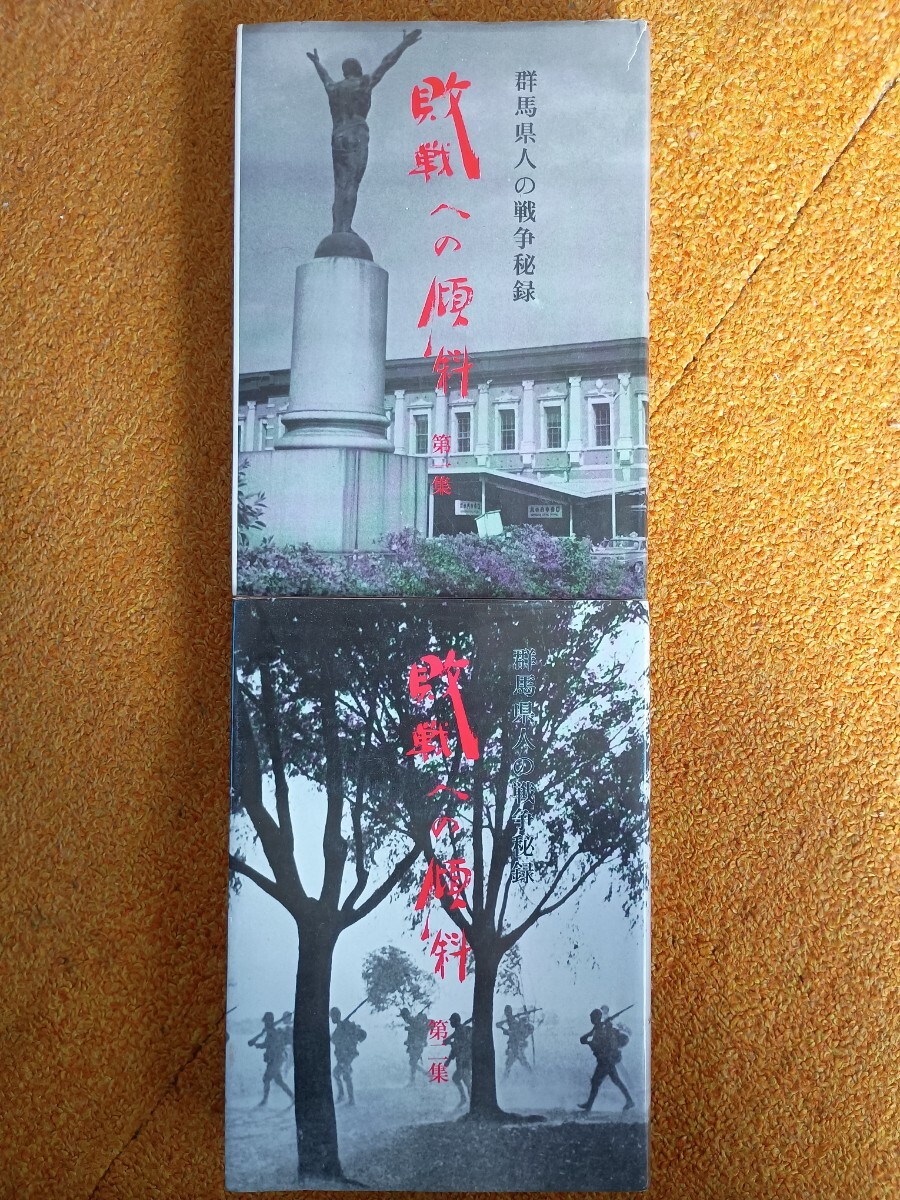 群馬県人の戦争秘録
敗戦への傾斜
第一集
群馬県人の戦争秘録
敗戦への傾斜
第二集